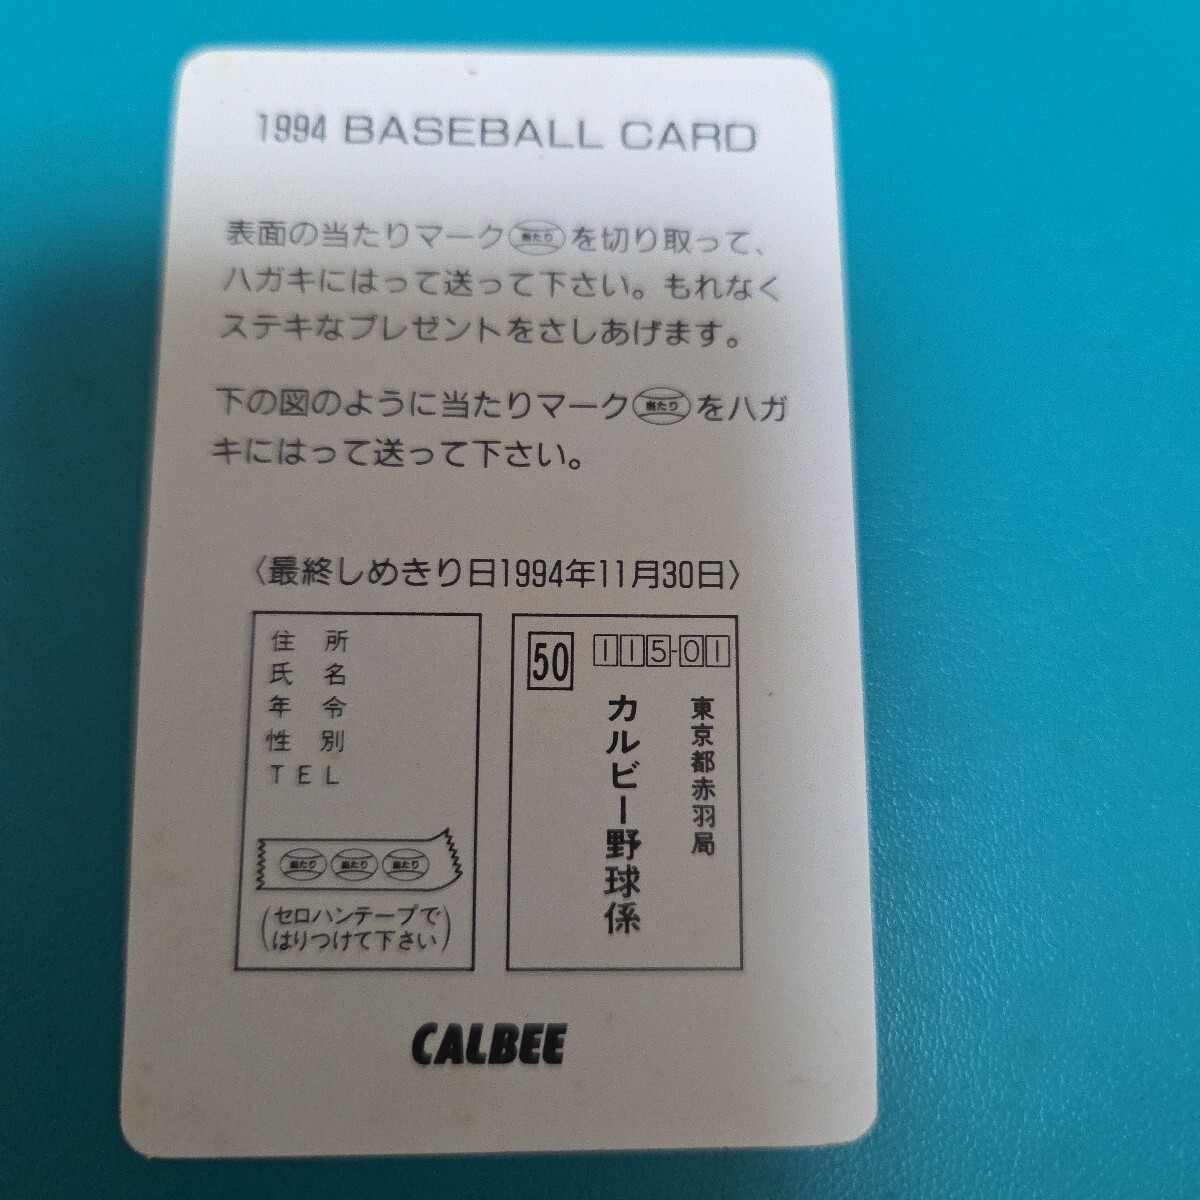 1994 BASEBALL CARD
表面の当たりマーク当たりを切り取って、
ハガキにはって送って下さい。もれなく
ステキなプレゼントをさしあげます。
下の図のように当たりマーク当たりをハガ
キにはって送って下さい。
〈最終しめきり日1994年11月30日〉
住 所
氏 名
年 令
性 別
TEL
当たり 当たり 当たり
(セロハンテープで
はりつけて下さい)
50
115-01
東京都赤羽局
カルビー野球係
CALBEE